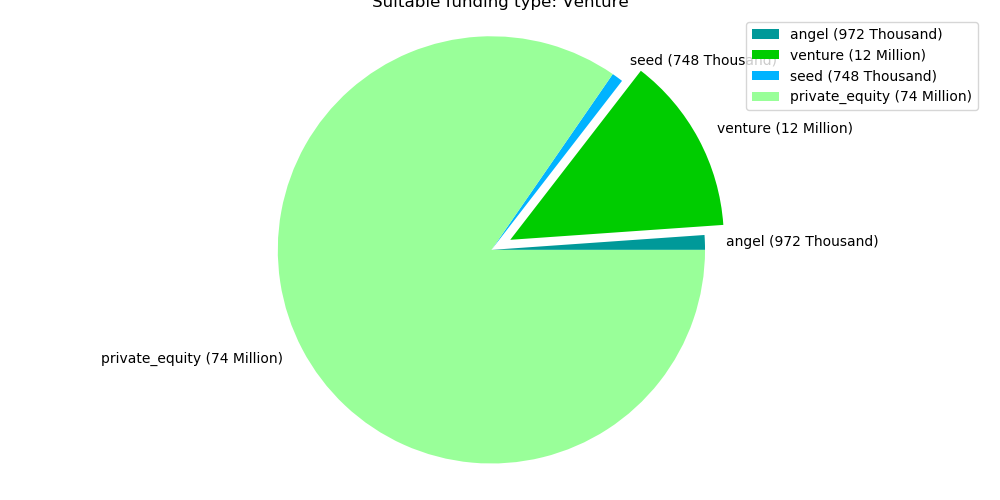 Suitable funding type: Venture
angel (972 Thousand)
venture (12 Million)
seed (748 Thousand)
private_equity (74 Million)
seed (748 Thousand)
venture (12 Million)
angel (972 Thousand)
private_equity (74 Million)